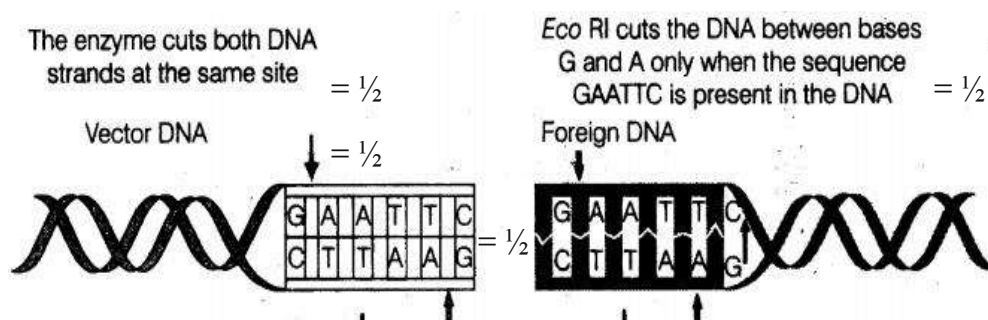 The enzyme cuts both DNA
strands at the same site
= ½
Eco RI cuts the DNA between bases
G and A only when the sequence
GAATTC is present in the DNA
= ½
Vector DNA
= ½
Foreign DNA
G A A T T C
C T T A A G
= ½
G A A T T C
C T T A A G